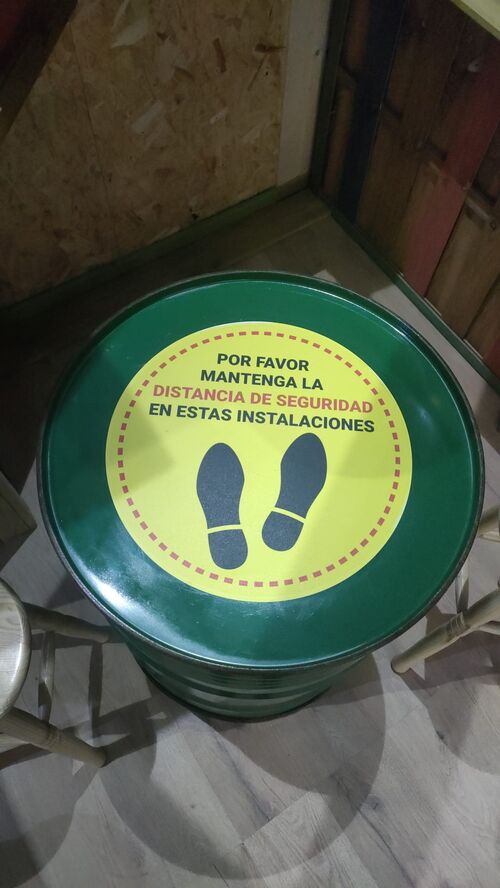 POR FAVOR
MANTENGA LA
DISTANCIA DE SEGURIDAD
EN ESTAS INSTALACIONES